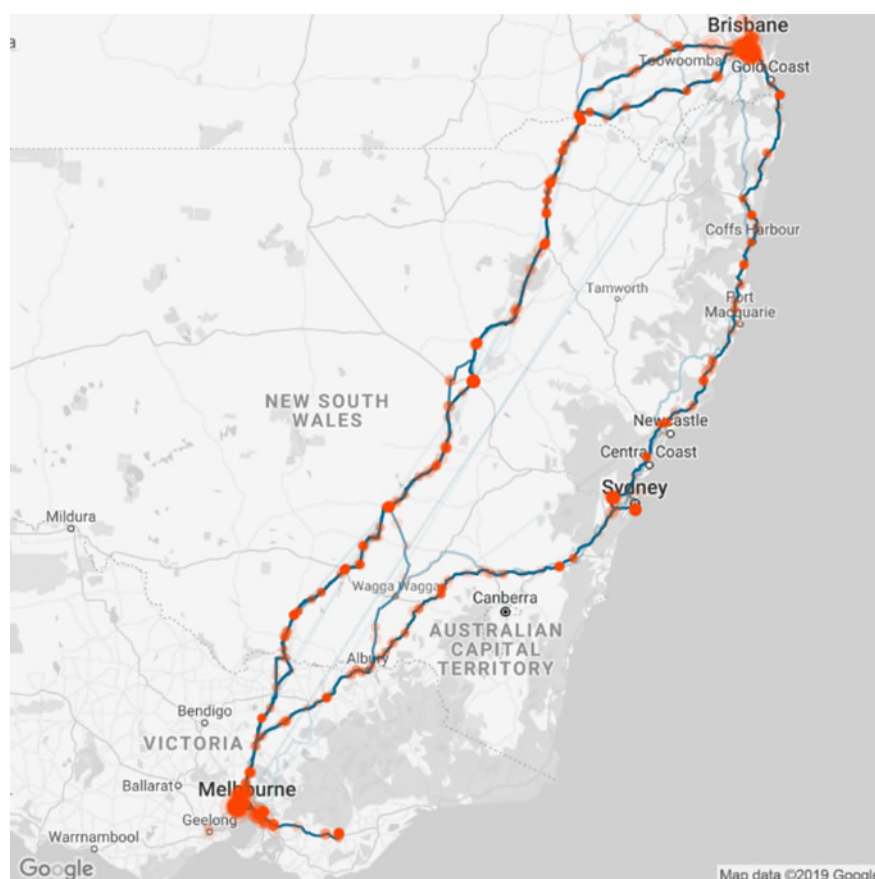 Brisbane
a
Toowoomba
Gold Coast
Coffs Harbour
Tamworth
Port
Macquarie
NEW SOUTH
WALES
Newcastle
Central Coast
Sydney
Mildura
Wagga Wagga
Canberra
AUSTRALIAN
CAPITAL
TERRITORY
Albury
Bendigo
VICTORIA
Ballarat
Melbourne
Geelong
Warrnambool
Google
Map data ©2019 Google